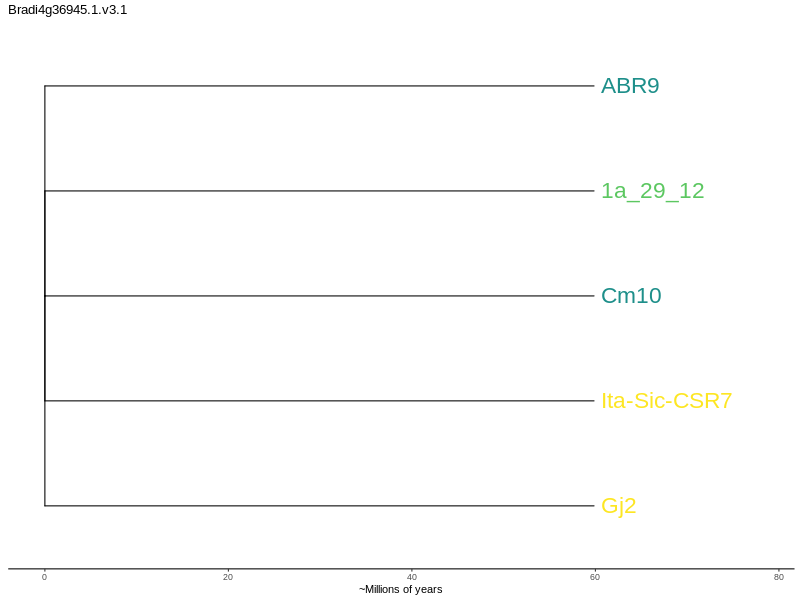 Bradi4g36945.1.v3.1
ABR9
1a_29_12
Cm10
Ita-Sic-CSR7
Gj2
0 20 40 60 80
~Millions of years